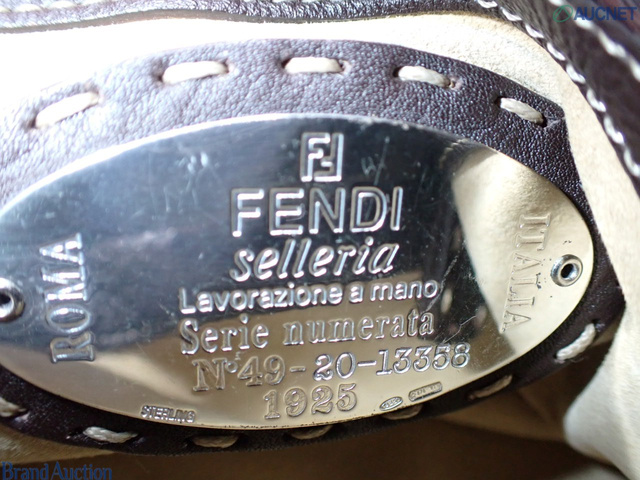 AUCNET
FENDI
selleria
Lavorazione a mano
Serie numerata
N°49-20-13358
1925
ROMA
ITALIA
STERLING
Brand Auction